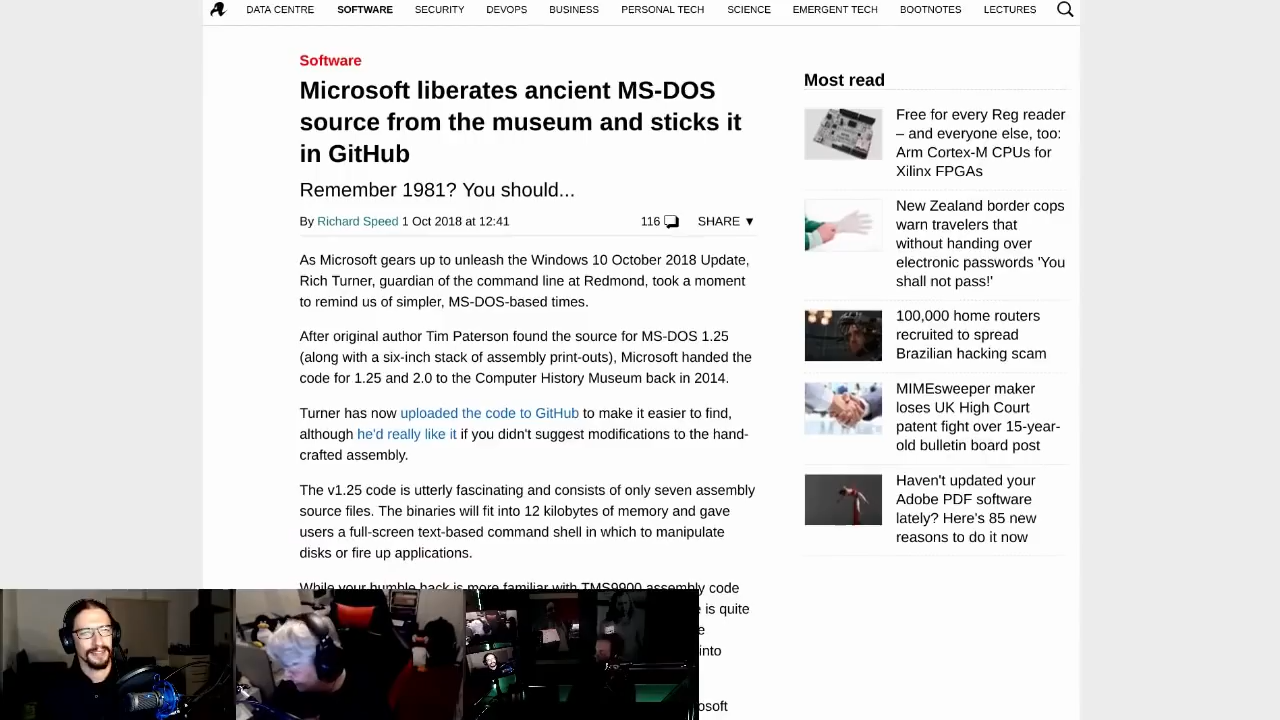 DATA CENTRE SOFTWARE SECURITY DEVOPS BUSINESS PERSONAL TECH SCIENCE EMERGENT TECH BOOTNOTES LECTURES
Software
Microsoft liberates ancient MS-DOS
source from the museum and sticks it
in GitHub
Remember 1981? You should...
By Richard Speed 1 Oct 2018 at 12:41
116 SHARE ▼
As Microsoft gears up to unleash the Windows 10 October 2018 Update,
Rich Turner, guardian of the command line at Redmond, took a moment
to remind us of simpler, MS-DOS-based times.
After original author Tim Paterson found the source for MS-DOS 1.25
(along with a six-inch stack of assembly print-outs), Microsoft handed the
code for 1.25 and 2.0 to the Computer History Museum back in 2014.
Turner has now uploaded the code to GitHub to make it easier to find,
although he'd really like it if you didn't suggest modifications to the hand-
crafted assembly.
The v1.25 code is utterly fascinating and consists of only seven assembly
source files. The binaries will fit into 12 kilobytes of memory and gave
users a full-screen text-based command shell in which to manipulate
disks or fire up applications.
While your humble hack is more familiar with TMS9900 assembly code
is quite
into
Most read
Free for every Reg reader
– and everyone else, too:
Arm Cortex-M CPUs for
Xilinx FPGAs
New Zealand border cops
warn travelers that
without handing over
electronic passwords 'You
shall not pass!'
100,000 home routers
recruited to spread
Brazilian hacking scam
MIMEsweeper maker
loses UK High Court
patent fight over 15-year-
old bulletin board post
Haven't updated your
Adobe PDF software
lately? Here's 85 new
reasons to do it now